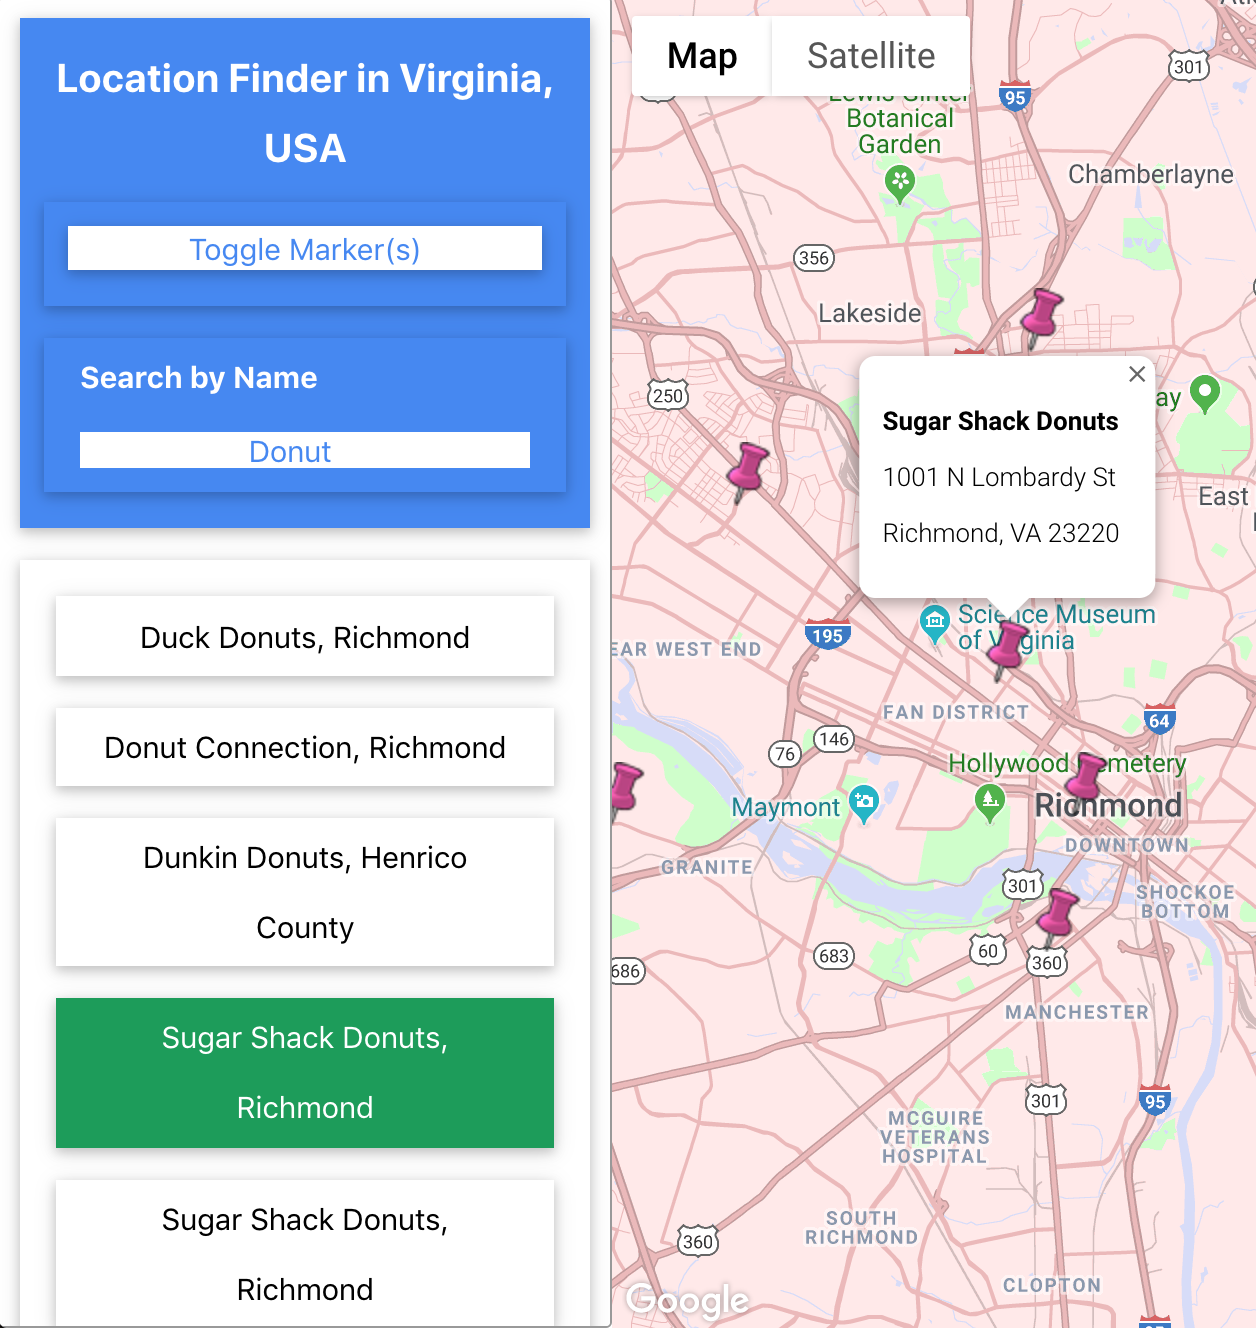 Location Finder in Virginia,
USA
Toggle Marker(s)
Search by Name
Donut
Duck Donuts, Richmond
Donut Connection, Richmond
Dunkin Donuts, Henrico
County
Sugar Shack Donuts,
Richmond
Sugar Shack Donuts,
Richmond
Map
Satellite
301
95
Lewis Ginter
Botanical
Garden
Chamberlayne
356
Lakeside
250
ay
Sugar Shack Donuts
1001 N Lombardy St
Richmond, VA 23220
East
Science Museum
of Virginia
195
EAR WEST END
FAN DISTRICT
64
146
76
Hollywood Cemetery
Maymont
Richmond
DOWNTOWN
GRANITE
301
SHOCKOE
BOTTOM
60
683
360
686
MANCHESTER
301
95
MCGUIRE
VETERANS
HOSPITAL
SOUTH
RICHMOND
360
CLOPTON
Google